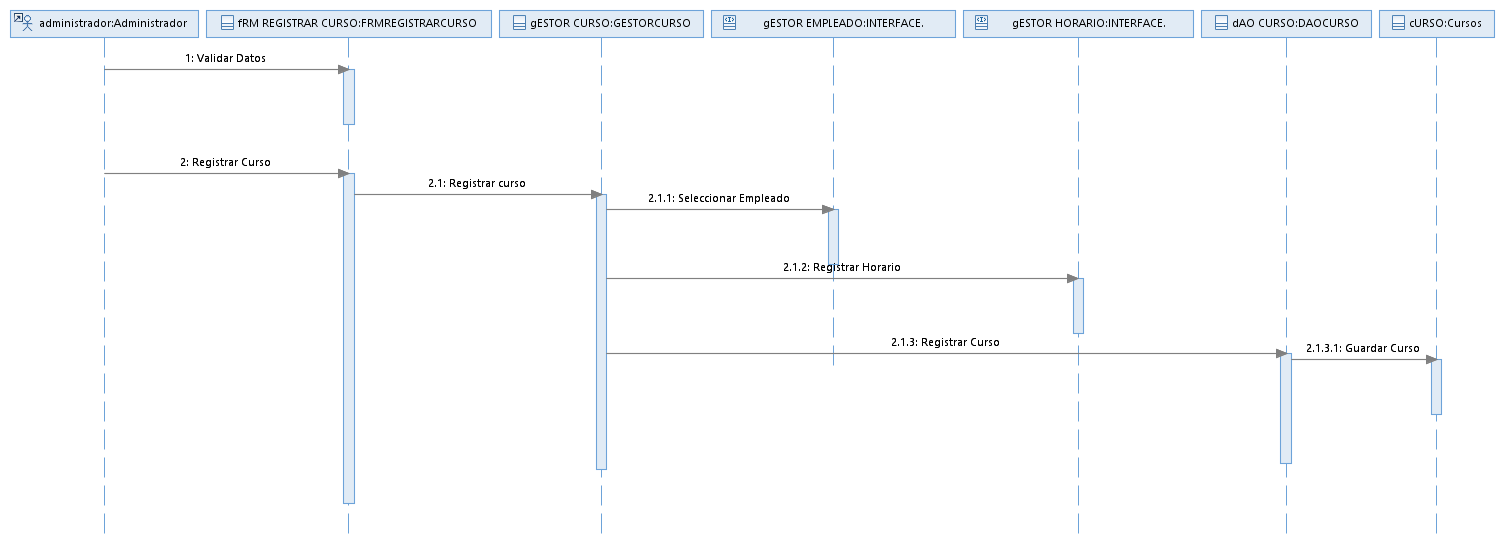 administrador:Administrador
fRM REGISTRAR CURSO:FRMREGISTRARCURSO
gESTOR CURSO:GESTORCURSO
gESTOR EMPLEADO:INTERFACE.
gESTOR HORARIO:INTERFACE.
dAO CURSO:DAOCURSO
cURSO:Cursos
1: Validar Datos
2: Registrar Curso
2.1: Registrar curso
2.1.1: Seleccionar Empleado
2.1.2: Registrar Horario
2.1.3: Registrar Curso
2.1.3.1: Guardar Curso